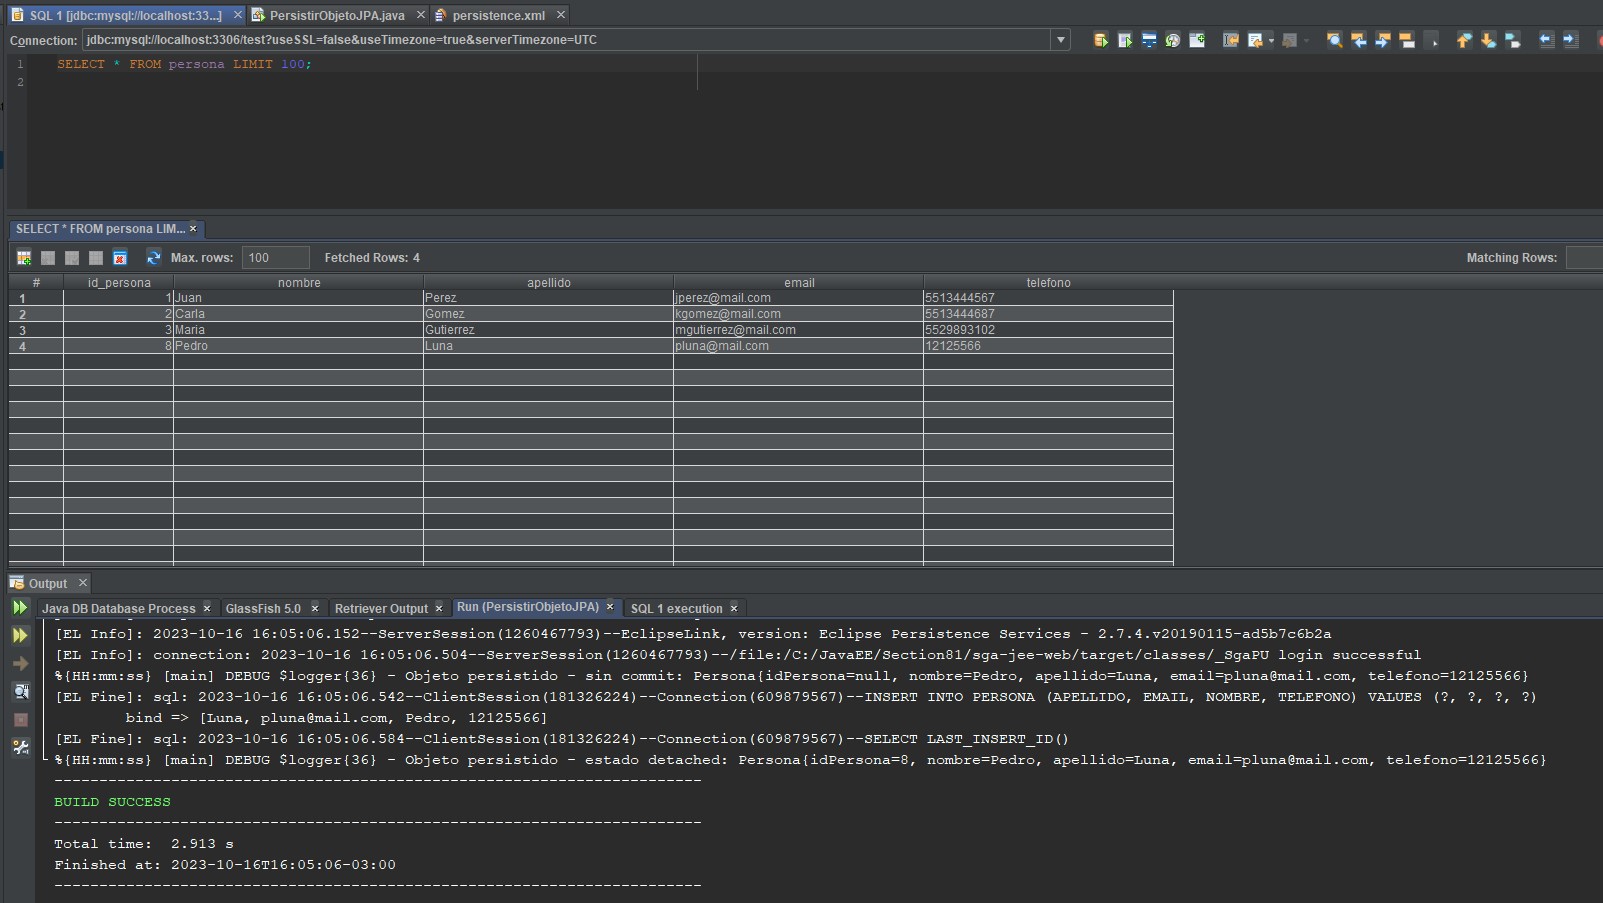 SQL 1 [jdbc:mysql://localhost:33...] PersistirObjetoJPA.java persistence.xml
Connection: jdbc:mysql://localhost:3306/test?useSSL=false&useTimezone=true&serverTimezone=UTC
1 SELECT * FROM persona LIMIT 100;
2
SELECT * FROM persona LIM...
Max. rows: 100 Fetched Rows: 4 Matching Rows:
# id_persona nombre apellido email telefono
1 1 Juan Perez jperez@mail.com 5513444567
2 2 Carla Gomez kgomez@mail.com 5513444687
3 3 Maria Gutierrez mgutierrez@mail.com 5529893102
4 8 Pedro Luna pluna@mail.com 12125566
Output
Java DB Database Process GlassFish 5.0 Retriever Output Run (PersistirObjetoJPA) SQL 1 execution
[EL Info]: 2023-10-16 16:05:06.152--ServerSession(1260467793)--EclipseLink, version: Eclipse Persistence Services - 2.7.4.v20190115-ad5b7c6b2a
[EL Info]: connection: 2023-10-16 16:05:06.504--ServerSession(1260467793)--/file:/C:/JavaEE/Section81/sga-jee-web/target/classes/_SgaPU login successful
%{HH:mm:ss} [main] DEBUG $logger{36} - Objeto persistido - sin commit: Persona{idPersona=null, nombre=Pedro, apellido=Luna, email=pluna@mail.com, telefono=12125566}
[EL Fine]: sql: 2023-10-16 16:05:06.542--ClientSession(181326224)--Connection(609879567)--INSERT INTO PERSONA (APELLIDO, EMAIL, NOMBRE, TELEFONO) VALUES (?, ?, ?, ?)
bind => [Luna, pluna@mail.com, Pedro, 12125566]
[EL Fine]: sql: 2023-10-16 16:05:06.584--ClientSession(181326224)--Connection(609879567)--SELECT LAST_INSERT_ID()
%{HH:mm:ss} [main] DEBUG $logger{36} - Objeto persistido - estado detached: Persona{idPersona=8, nombre=Pedro, apellido=Luna, email=pluna@mail.com, telefono=12125566}
------------------------------------------------------------------------
BUILD SUCCESS
------------------------------------------------------------------------
Total time:  2.913 s
Finished at: 2023-10-16T16:05:06-03:00
------------------------------------------------------------------------